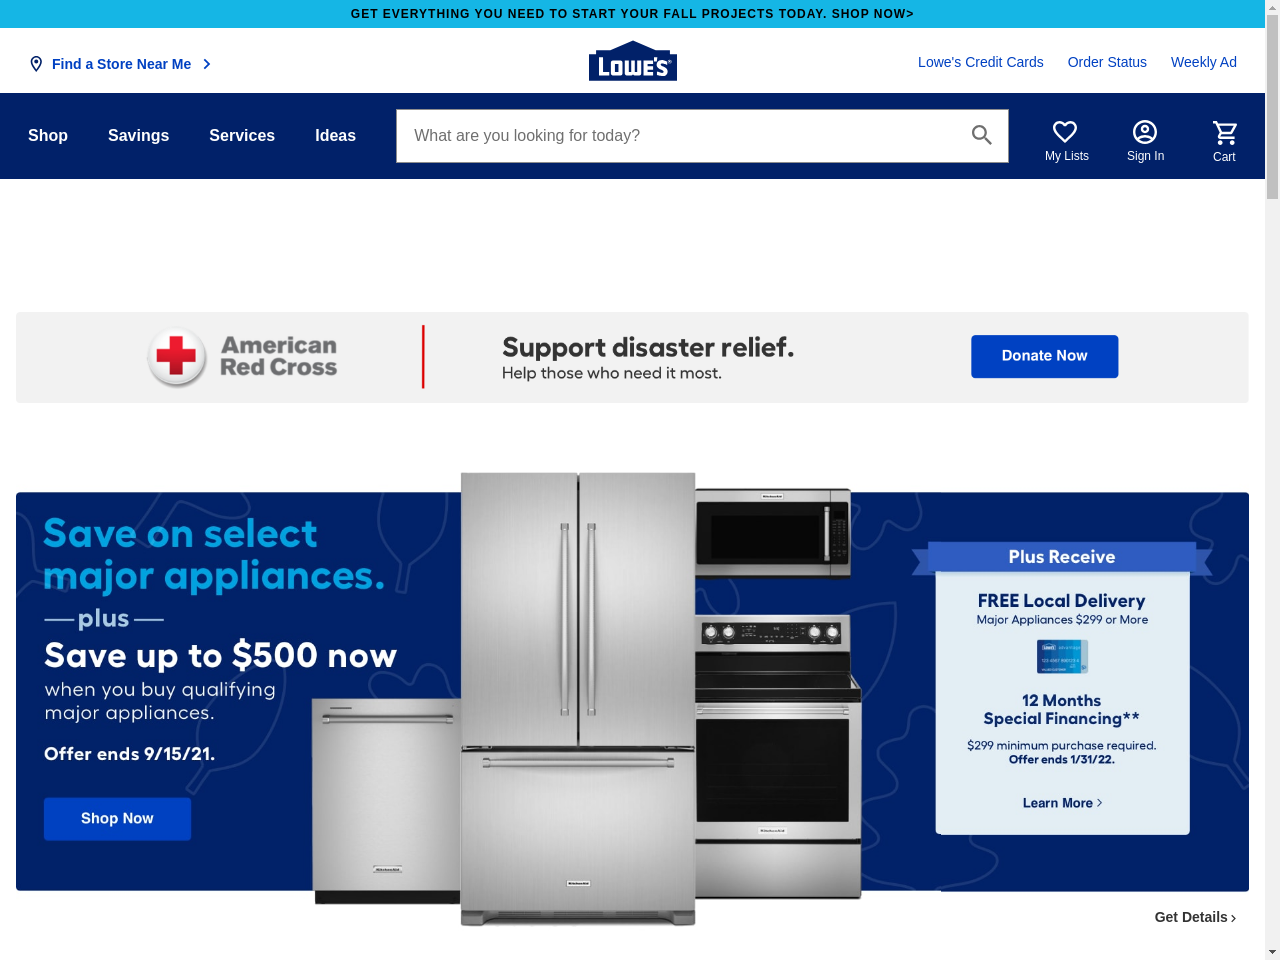 GET EVERYTHING YOU NEED TO START YOUR FALL PROJECTS TODAY. SHOP NOW>
Find a Store Near Me
LOWE'S
Lowe's Credit Cards
Order Status
Weekly Ad
Shop
Savings
Services
Ideas
What are you looking for today?
My Lists
Sign In
Cart
American
Red Cross
Support disaster relief.
Help those who need it most.
Donate Now
Save on select
major appliances.
plus
Save up to $500 now
when you buy qualifying
major appliances.
Offer ends 9/15/21.
Shop Now
KitchenAid
KitchenAid
KitchenAid
KitchenAid
Plus Receive
FREE Local Delivery
Major Appliances $299 or More
LOWE'S
12 Months
Special Financing**
$299 minimum purchase required.
Offer ends 1/31/22.
Learn More >
Get Details